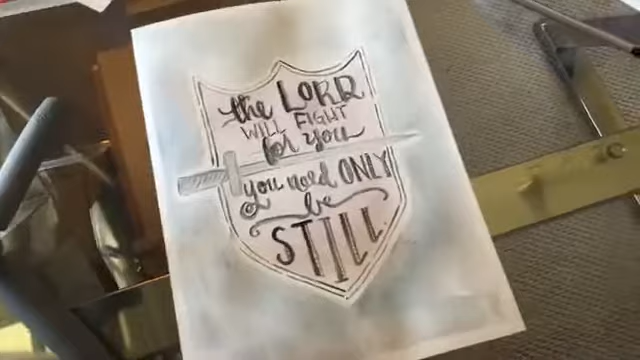 the LORD
WILL FIGHT
for you
you need ONLY
be
STILL